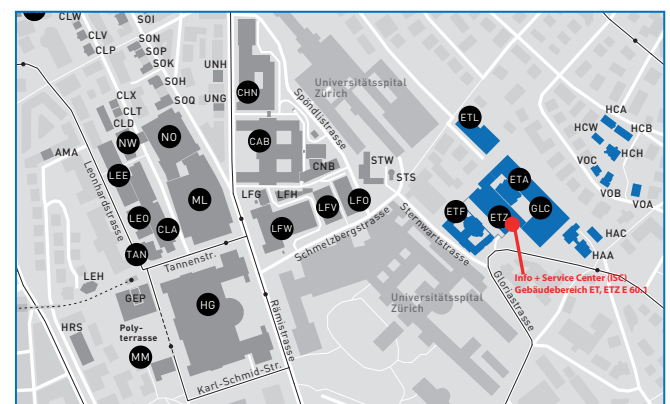 CLW
SOI
CLV
SON
CLP
SOP
SOK
UNH
SOH
CLX
CLT
SOQ
UNG
CLD
CHN
Universitätsspital
Zürich
Spöndlistrasse
ETL
HCA
HCW
HCB
HCH
VOC
VOB
VOA
NW
NO
CAB
CNB
STW
STS
AMA
LEE
Leonhardstrasse
ML
LFG
LFH
LFV
LFO
LFW
ETA
ETF
ETZ
GLC
LEO
CLA
TAN
Tannenstr.
Schmelzbergstrasse
Sternwartstrasse
HAC
HAA
LEH
GEP
HG
Rämistrasse
Universitätsspital
Zürich
Gloriastrasse
Info + Service Center (ISC)
Gebäudebereich ET, ETZ E 60.1
HRS
Poly-
terrasse
MM
Karl-Schmid-Str.